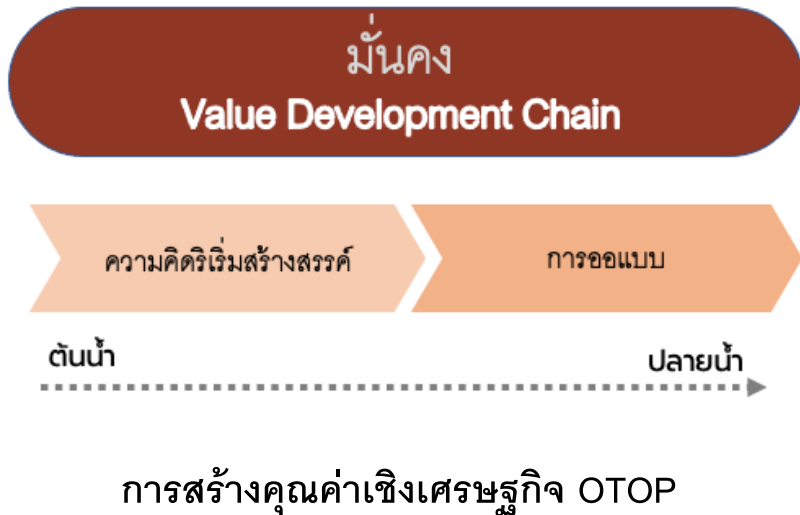 มั่นคง
Value Development Chain
ความคิดริเริ่มสร้างสรรค์
การออแบบ
ต้นน้ำ
ปลายน้ำ
การสร้างคุณค่าเชิงเศรษฐกิจ OTOP